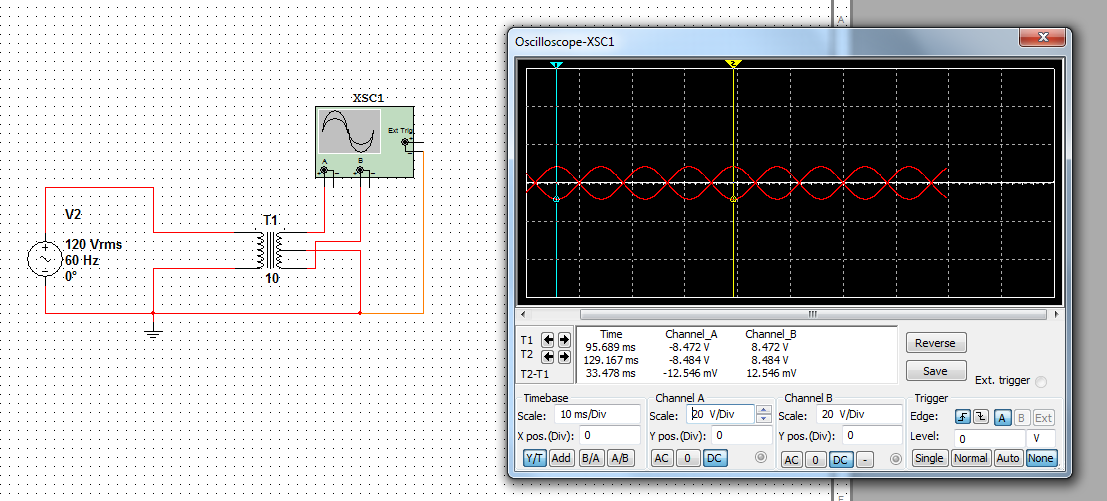 A
XSC1
Ext Trig
A
B
V2
120 Vrms
60 Hz
0°
T1
10
Oscilloscope-XSC1
1
2
Time Channel_A Channel_B
T1 95.689 ms -8.472 V 8.472 V
T2 129.167 ms -8.484 V 8.484 V
T2-T1 33.478 ms -12.546 mV 12.546 mV
Reverse
Save
Ext. trigger
Timebase
Scale: 10 ms/Div
X pos.(Div): 0
Y/T Add B/A A/B
Channel A
Scale: 20 V/Div
Y pos.(Div): 0
AC 0 DC
Channel B
Scale: 20 V/Div
Y pos.(Div): 0
AC 0 DC -
Trigger
Edge: A B Ext
Level: 0 V
Single Normal Auto None